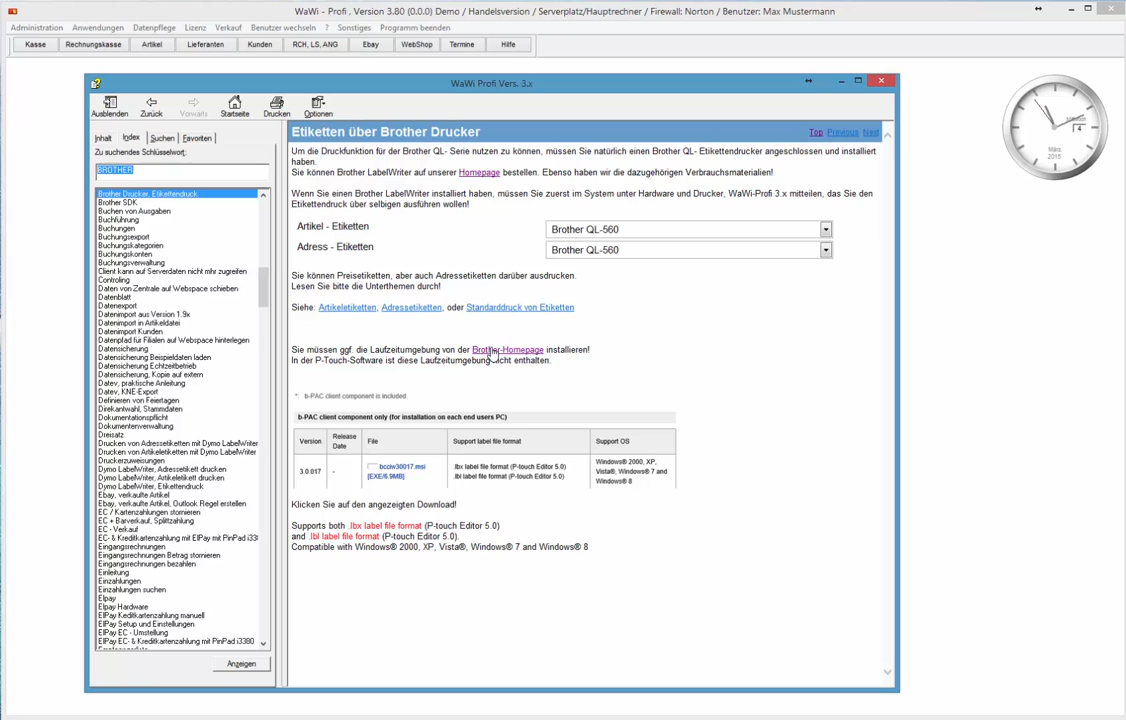 WaWi - Profi , Version 3.80 (0.0.0) Demo / Handelsversion / Serverplatz/Hauptrechner / Firewall: Norton / Benutzer: Max Mustermann
Administration Anwendungen Datenpflege Lizenz Verkauf Benutzer wechseln ? Sonstiges Programm beenden
Kasse Rechnungskasse Artikel Lieferanten Kunden RCH, LS, ANG Ebay WebShop Termine Hilfe
WaWi Profi Vers. 3.x
Ausblenden Zurück Vorwärts Startseite Drucken Optionen
Inhalt Index Suchen Favoriten
Zu suchendes Schlüsselwort:
BROTHER
Brother Drucker, Etikettendruck
Brother SDK
Buchen von Ausgaben
Buchführung
Buchungen
Buchungsexport
Buchungskategorien
Buchungskonten
Buchungsverwaltung
Client kann auf Serverdaten nicht mhr zugreifen
Controling
Daten von Zentrale auf Webspace schieben
Datenblatt
Datenexport
Datenimport aus Version 1.9x
Datenimport in Artikeldatei
Datenimport Kunden
Datenpfad für Filialen auf Webspace hinterlegen
Datensicherung
Datensicherung Beispieldaten laden
Datensicherung Echtzeitbetrieb
Datensicherung, Kopie auf extern
Datev, praktische Anleitung
Datev, KNE-Export
Definieren von Feiertagen
Direkantwahl, Stammdaten
Dokumentationspflicht
Dokumentenverwaltung
Dreisatz
Drucken von Adressetiketten mit Dymo LabelWriter
Drucken von Artikeletiketten mit Dymo LabelWriter
Druckerzuweisungen
Dymo LabelWriter, Adressetikett drucken
Dymo LabelWriter, Artikeletikett drucken
Dymo LabelWriter, Etikettendruck
Ebay, verkaufte Artikel
Ebay, verkaufte Artikel, Outlook Regel erstellen
EC / Kartenzahlungen stornieren
EC + Barverkauf, Splittzahlung
EC - Verkauf
EC- & Kreditkartenzahlung mit ElPay mit PinPad i33
Eingangsrechnungen
Eingangsrechnungen Betrag stornieren
Eingangsrechnungen bezahlen
Einleitung
Einzahlungen
Einzahlungen suchen
Elpay
Elpay Hardware
ElPay Keditkartenzahlung manuell
ElPay Setup und Einstellungen
ElPay EC - Umstellung
ElPay EC- & Kreditkartenzahlung mit PinPad i3380
Anzeigen
Etiketten über Brother Drucker
Top Previous Next
Um die Druckfunktion für der Brother QL- Serie nutzen zu können, müssen Sie natürlich einen Brother QL- Etikettendrucker angeschlossen und installiert
haben.
Sie können Brother LabelWriter auf unserer Homepage bestellen. Ebenso haben wir die dazugehörigen Verbrauchsmaterialien!
Wenn Sie einen Brother LabelWriter installiert haben, müssen Sie zuerst im System unter Hardware und Drucker, WaWi-Profi 3.x mitteilen, das Sie den
Etikettendruck über selbigen ausführen wollen!
Artikel - Etiketten Brother QL-560
Adress - Etiketten Brother QL-560
Sie können Preisetiketten, aber auch Adressetiketten darüber ausdrucken.
Lesen Sie bitte die Unterthemen durch!
Siehe: Artikeletiketten, Adressetiketten, oder Standarddruck von Etiketten
Sie müssen ggf. die Laufzeitumgebung von der Brother-Homepage installieren!
In der P-Touch-Software ist diese Laufzeitumgebung nicht enthalten.
*: b-PAC client component is included.
b-PAC client component only (for installation on each end users PC)
Version Release Date File Support label file format Support OS
3.0.017 - bcciw30017.msi [EXE/6.9MB] .lbx label file format (P-touch Editor 5.0) .lbl label file format (P-touch Editor 5.0) Windows® 2000, XP, Vista®, Windows® 7 and Windows® 8
Klicken Sie auf den angezeigten Download!
Supports both .lbx label file format (P-touch Editor 5.0)
and .lbl label file format (P-touch Editor 5.0).
Compatible with Windows® 2000, XP, Vista®, Windows® 7 and Windows® 8
4
März
2015